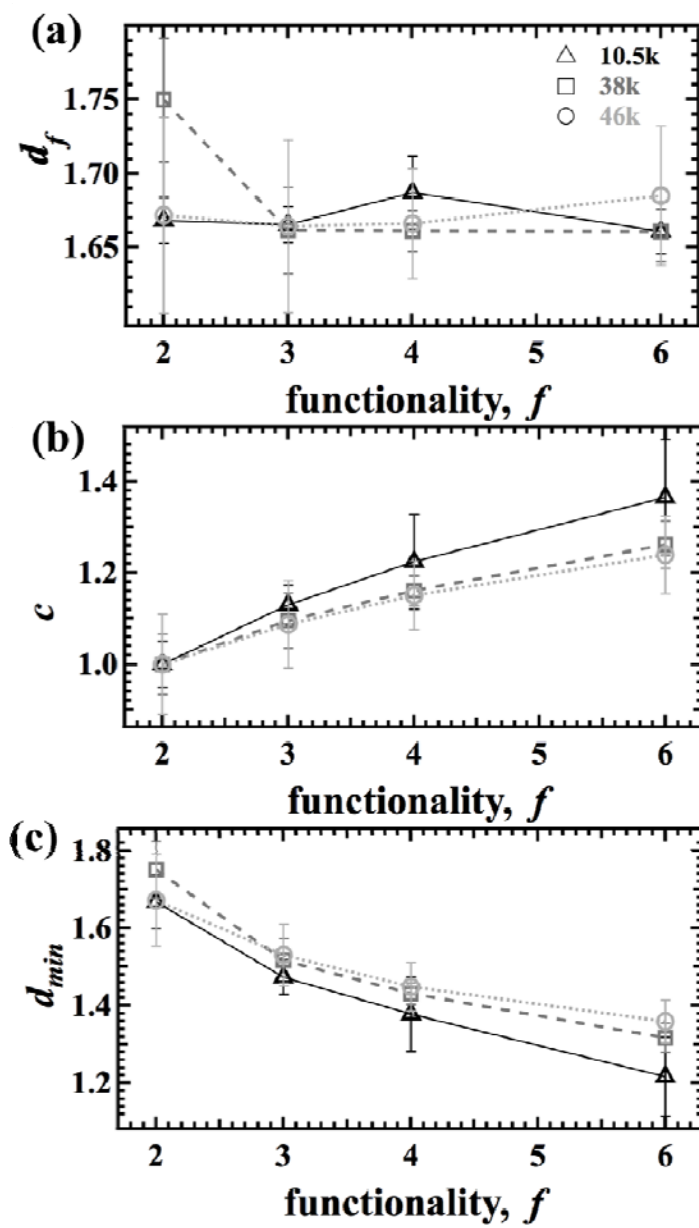 (a)
10.5k
38k
46k
1.75
1.70
1.65
d_f
2 3 4 5 6
functionality, f
(b)
1.4
1.2
1.0
c
2 3 4 5 6
functionality, f
(c)
1.8
1.6
1.4
1.2
d_min
2 3 4 5 6
functionality, f